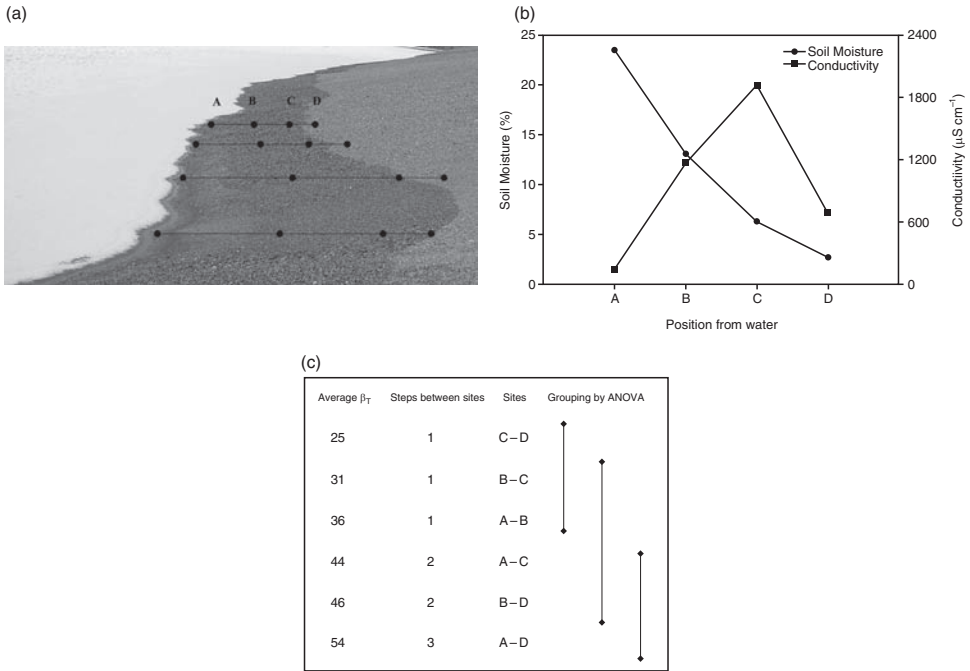 (a)
A B C D
(b)
25
20
15
10
5
0
Soil Moisture (%)
Soil Moisture
Conductivity
2400
1800
1200
600
0
Conductiivity (µS cm⁻¹)
A B C D
Position from water
(c)
Average βT Steps between sites Sites Grouping by ANOVA
25 1 C–D
31 1 B–C
36 1 A–B
44 2 A–C
46 2 B–D
54 3 A–D